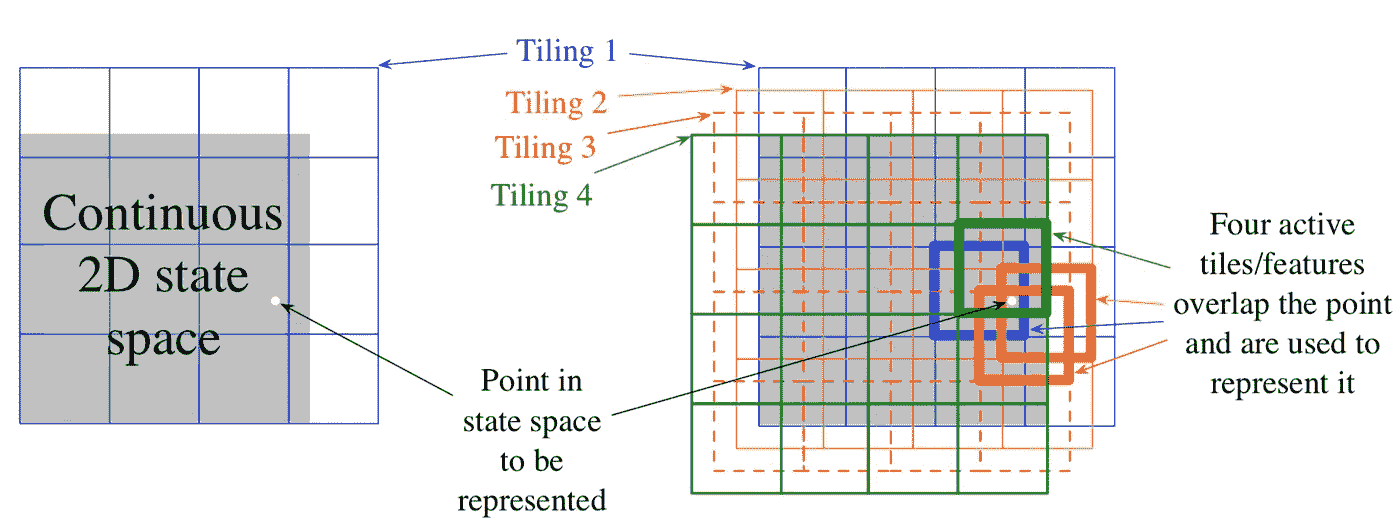 Tiling 1
Tiling 2
Tiling 3
Tiling 4
Continuous
2D state
space
Point in
state space
to be
represented
Four active
tiles/features
overlap the point
and are used to
represent it